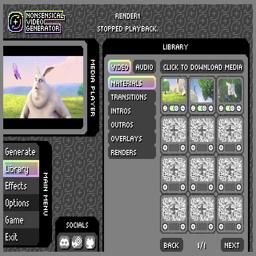 NONSENSICAL
VIDEO
GENERATOR
RENDER!
STOPPED PLAYBACK.
MEDIA PLAYER
LIBRARY
VIDEO
AUDIO
CLICK TO DOWNLOAD MEDIA
MATERIALS
TRANSITIONS
INTROS
OUTROS
OVERLAYS
RENDERS
Generate
Library
Effects
Options
Game
Exit
MAIN MENU
SOCIALS
BACK
1/1
NEXT